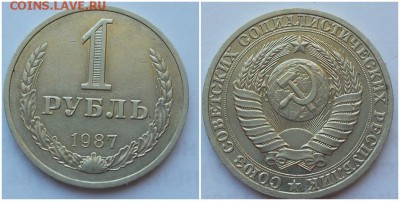 COINS.LAVE.RU
1
РУБЛЬ
1987
СОЮЗ СОВЕТСКИХ СОЦИАЛИСТИЧЕСКИХ РЕСПУБЛИК